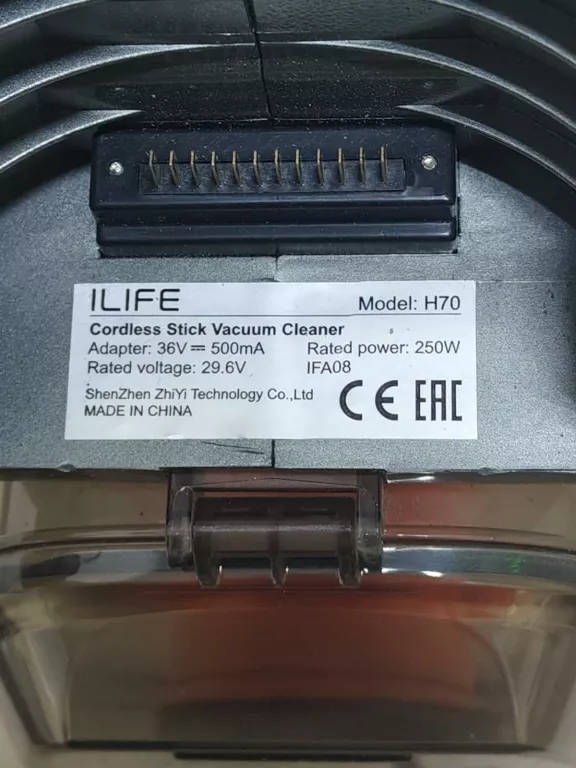 ILIFE Model: H70
Cordless Stick Vacuum Cleaner
Adapter: 36V⎓500mA Rated power: 250W
Rated voltage: 29.6V IFA08
ShenZhen ZhiYi Technology Co.,Ltd
MADE IN CHINA
CE EAC